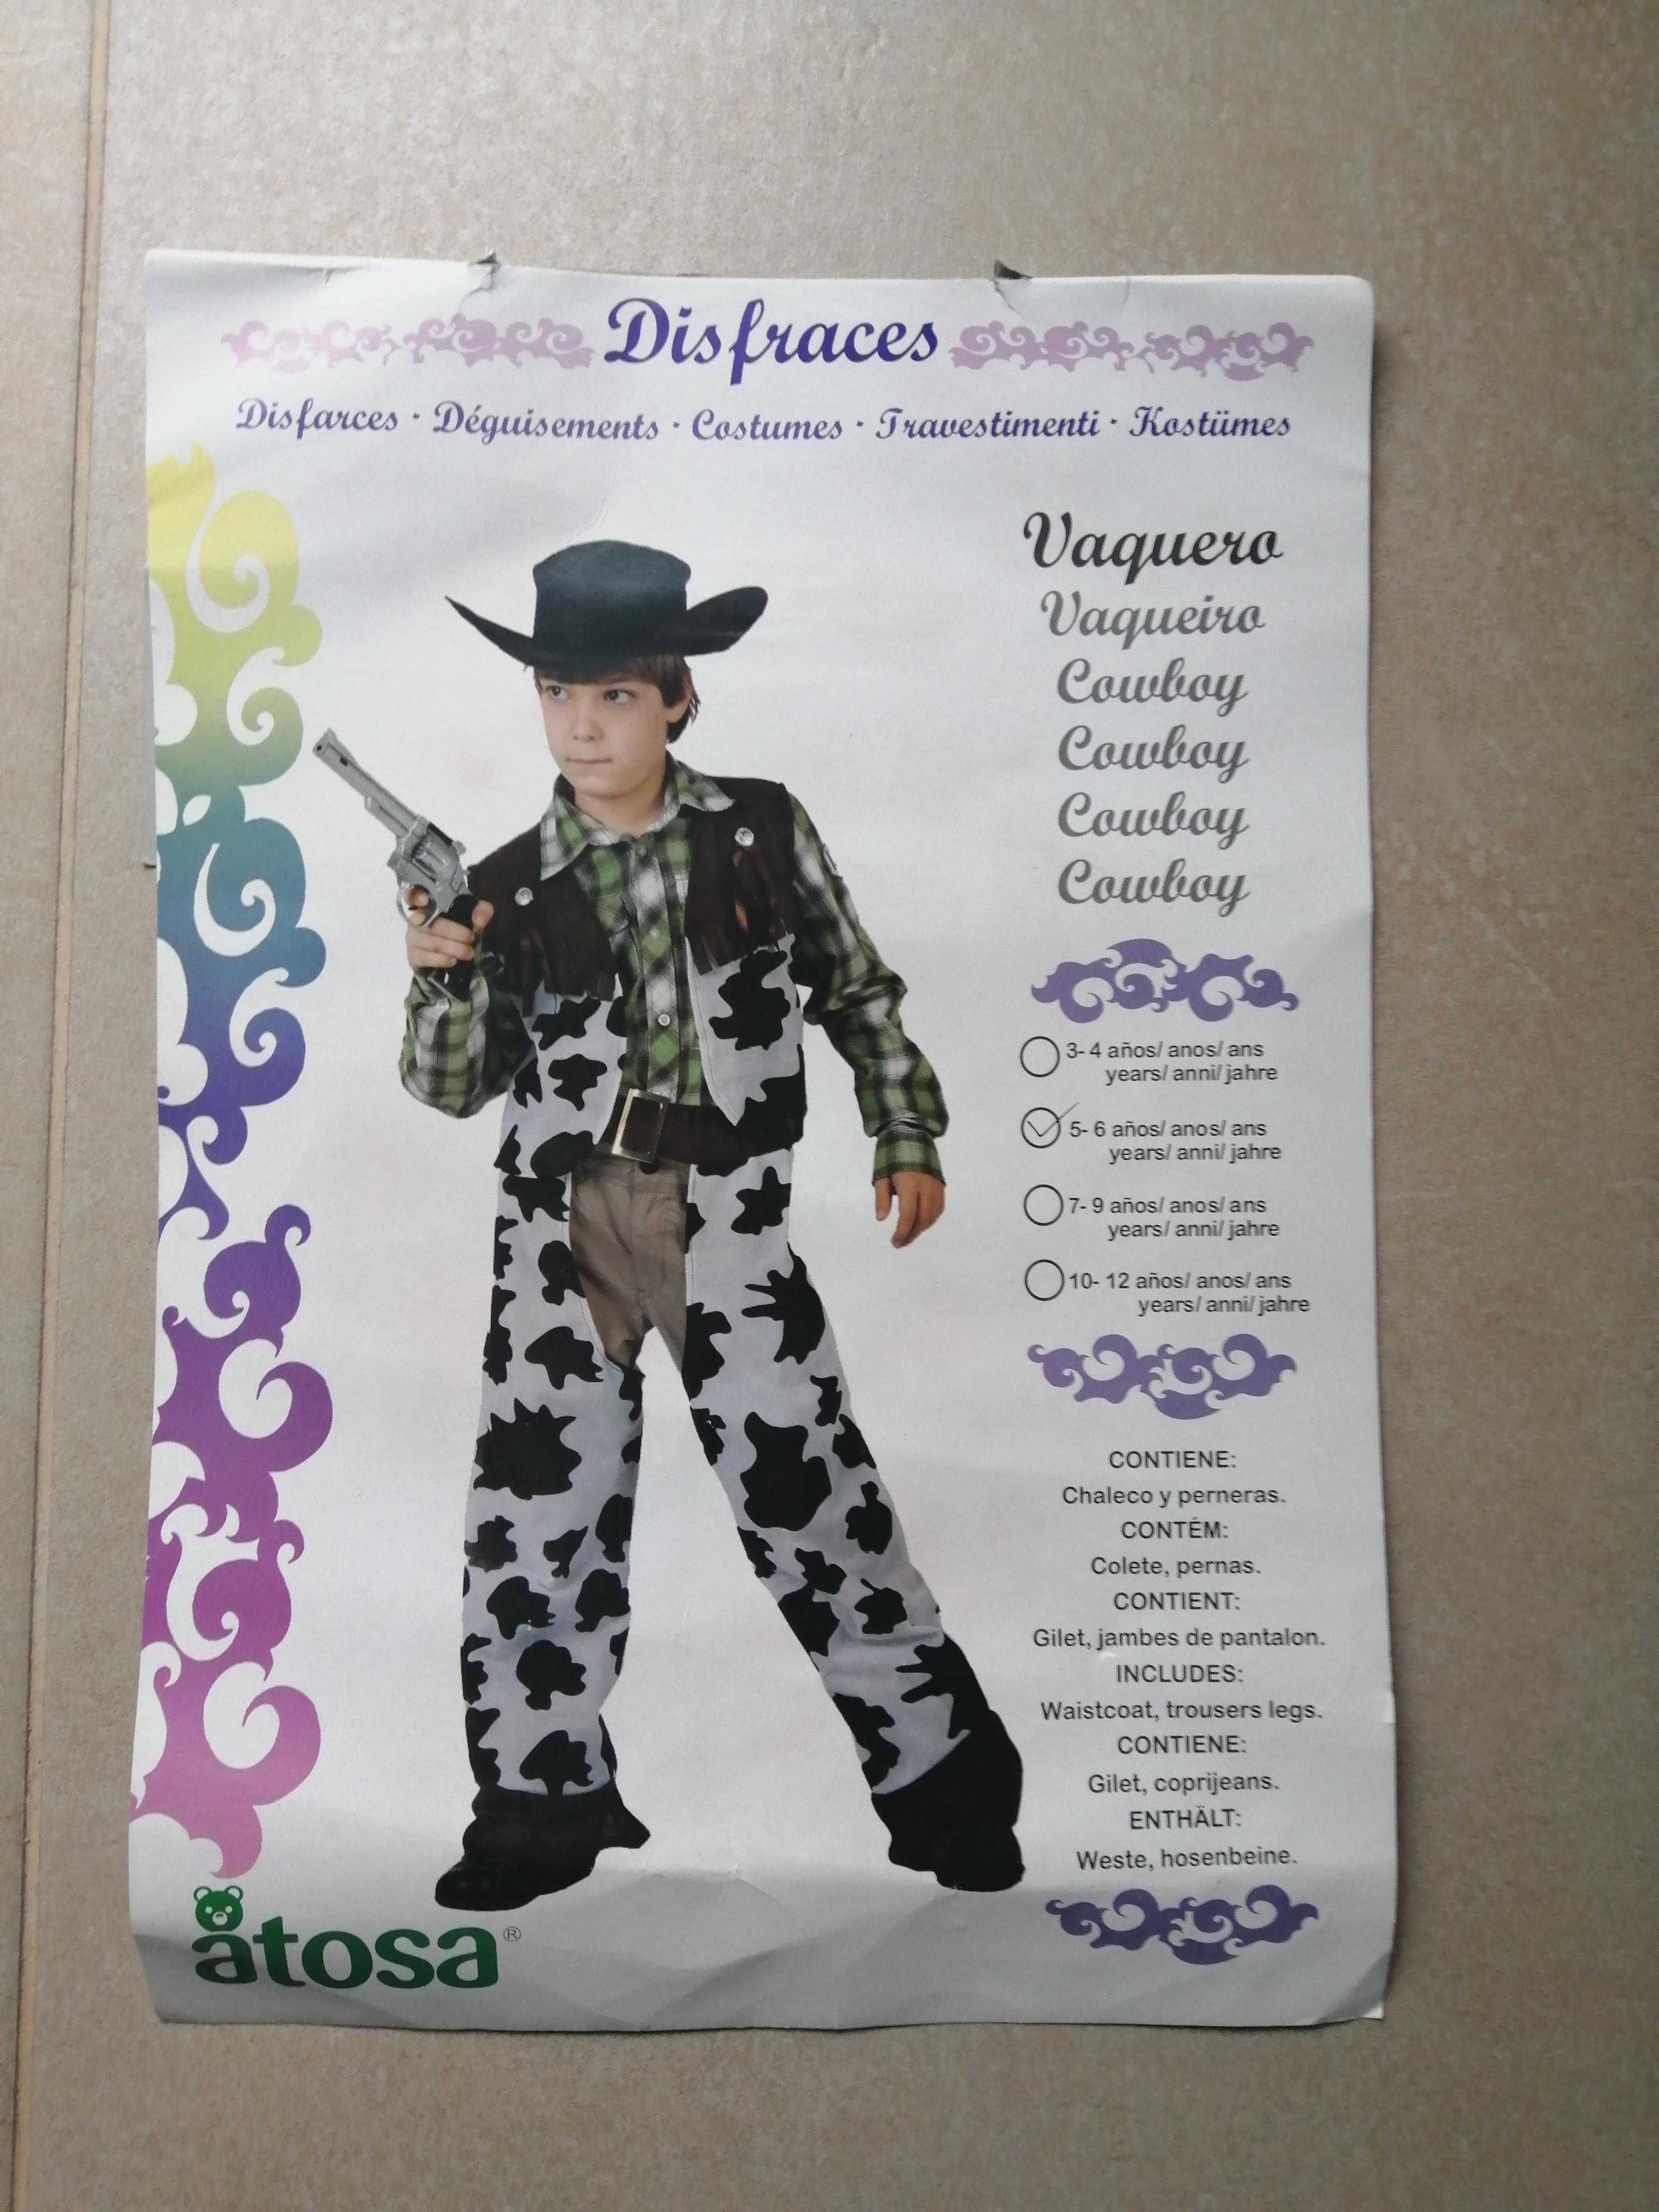 Disfraces
Disfarces · Déguisements · Costumes · Travestimenti · Kostümes
Vaquero
Vaqueiro
Cowboy
Cowboy
Cowboy
Cowboy
3- 4 años/ anos/ ans
years/ anni/ jahre
5- 6 años/ anos/ ans
years/ anni/ jahre
7- 9 años/ anos/ ans
years/ anni/ jahre
10- 12 años/ anos/ ans
years/ anni/ jahre
CONTIENE:
Chaleco y perneras.
CONTÉM:
Colete, pernas.
CONTIENT:
Gilet, jambes de pantalon.
INCLUDES:
Waistcoat, trousers legs.
CONTIENE:
Gilet, coprijeans.
ENTHÄLT:
Weste, hosenbeine.
atosa®